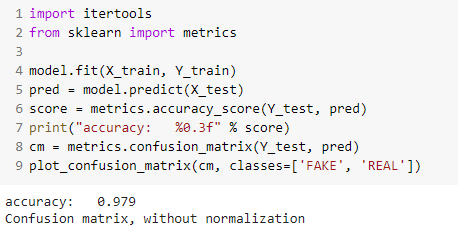 1 import itertools
2 from sklearn import metrics
3
4 model.fit(X_train, Y_train)
5 pred = model.predict(X_test)
6 score = metrics.accuracy_score(Y_test, pred)
7 print("accuracy:   %0.3f" % score)
8 cm = metrics.confusion_matrix(Y_test, pred)
9 plot_confusion_matrix(cm, classes=['FAKE', 'REAL'])
accuracy:   0.979
Confusion matrix, without normalization